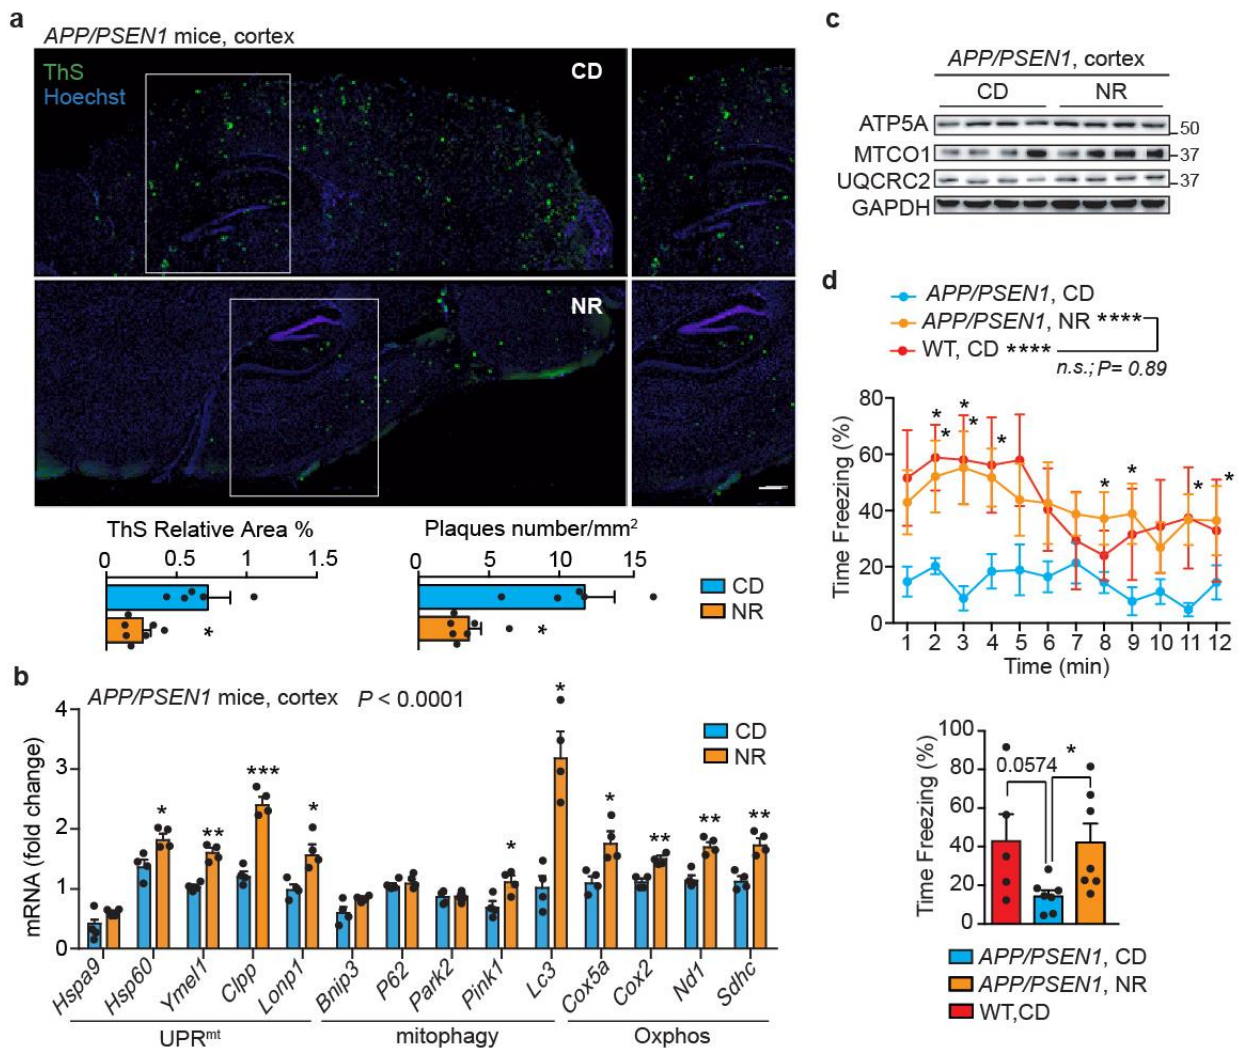 a
APP/PSEN1 mice, cortex
ThS
Hoechst
CD
NR
ThS Relative Area %
0 0.5 1 1.5
*
Plaques number/mm²
0 5 10 15
*
CD
NR
b
APP/PSEN1 mice, cortex P < 0.0001
CD
NR
mRNA (fold change)
4
3
2
1
0
* ** *** * * * * ** ** **
Hspa9 Hsp60 Ymel1 Clpp Lonp1 Bnip3 P62 Park2 Pink1 Lc3 Cox5a Cox2 Nd1 Sdhc
UPRᵐᵗ mitophagy Oxphos
c
APP/PSEN1, cortex
CD NR
ATP5A 50
MTCO1 37
UQCRC2 37
GAPDH
d
APP/PSEN1, CD
APP/PSEN1, NR ****
WT, CD ****
n.s.; P= 0.89
Time Freezing (%)
80
60
40
20
0
* * * * * * * * *
1 2 3 4 5 6 7 8 9 10 11 12
Time (min)
Time Freezing (%)
100
80
60
40
20
0
0.0574 *
APP/PSEN1, CD
APP/PSEN1, NR
WT,CD